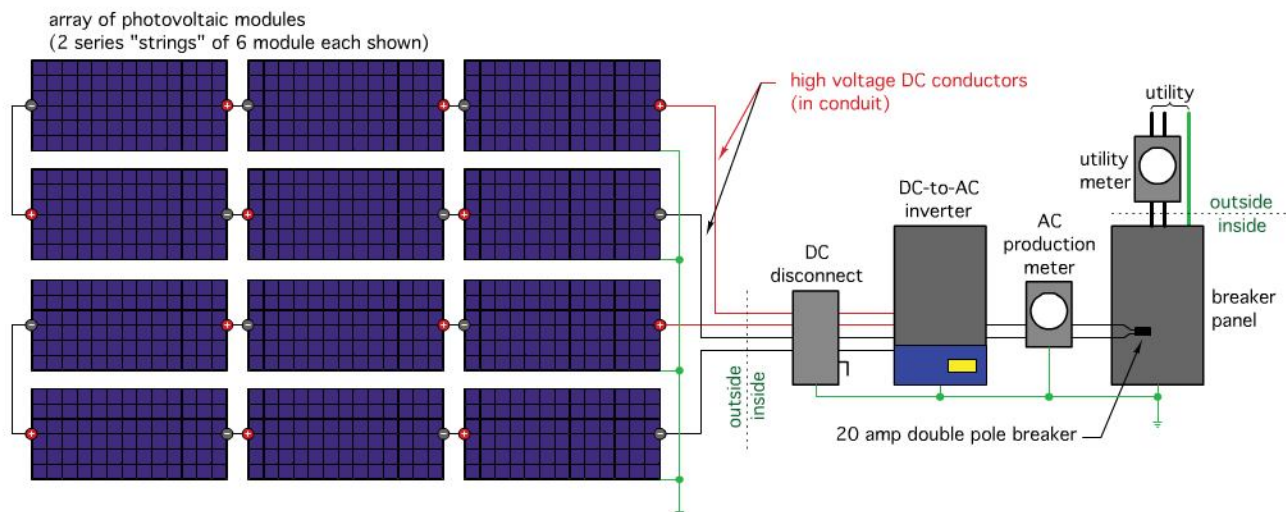 array of photovoltaic modules
(2 series "strings" of 6 module each shown)
high voltage DC conductors
(in conduit)
utility
utility
meter
outside
inside
DC-to-AC
inverter
AC
production
meter
DC
disconnect
breaker
panel
outside
inside
20 amp double pole breaker